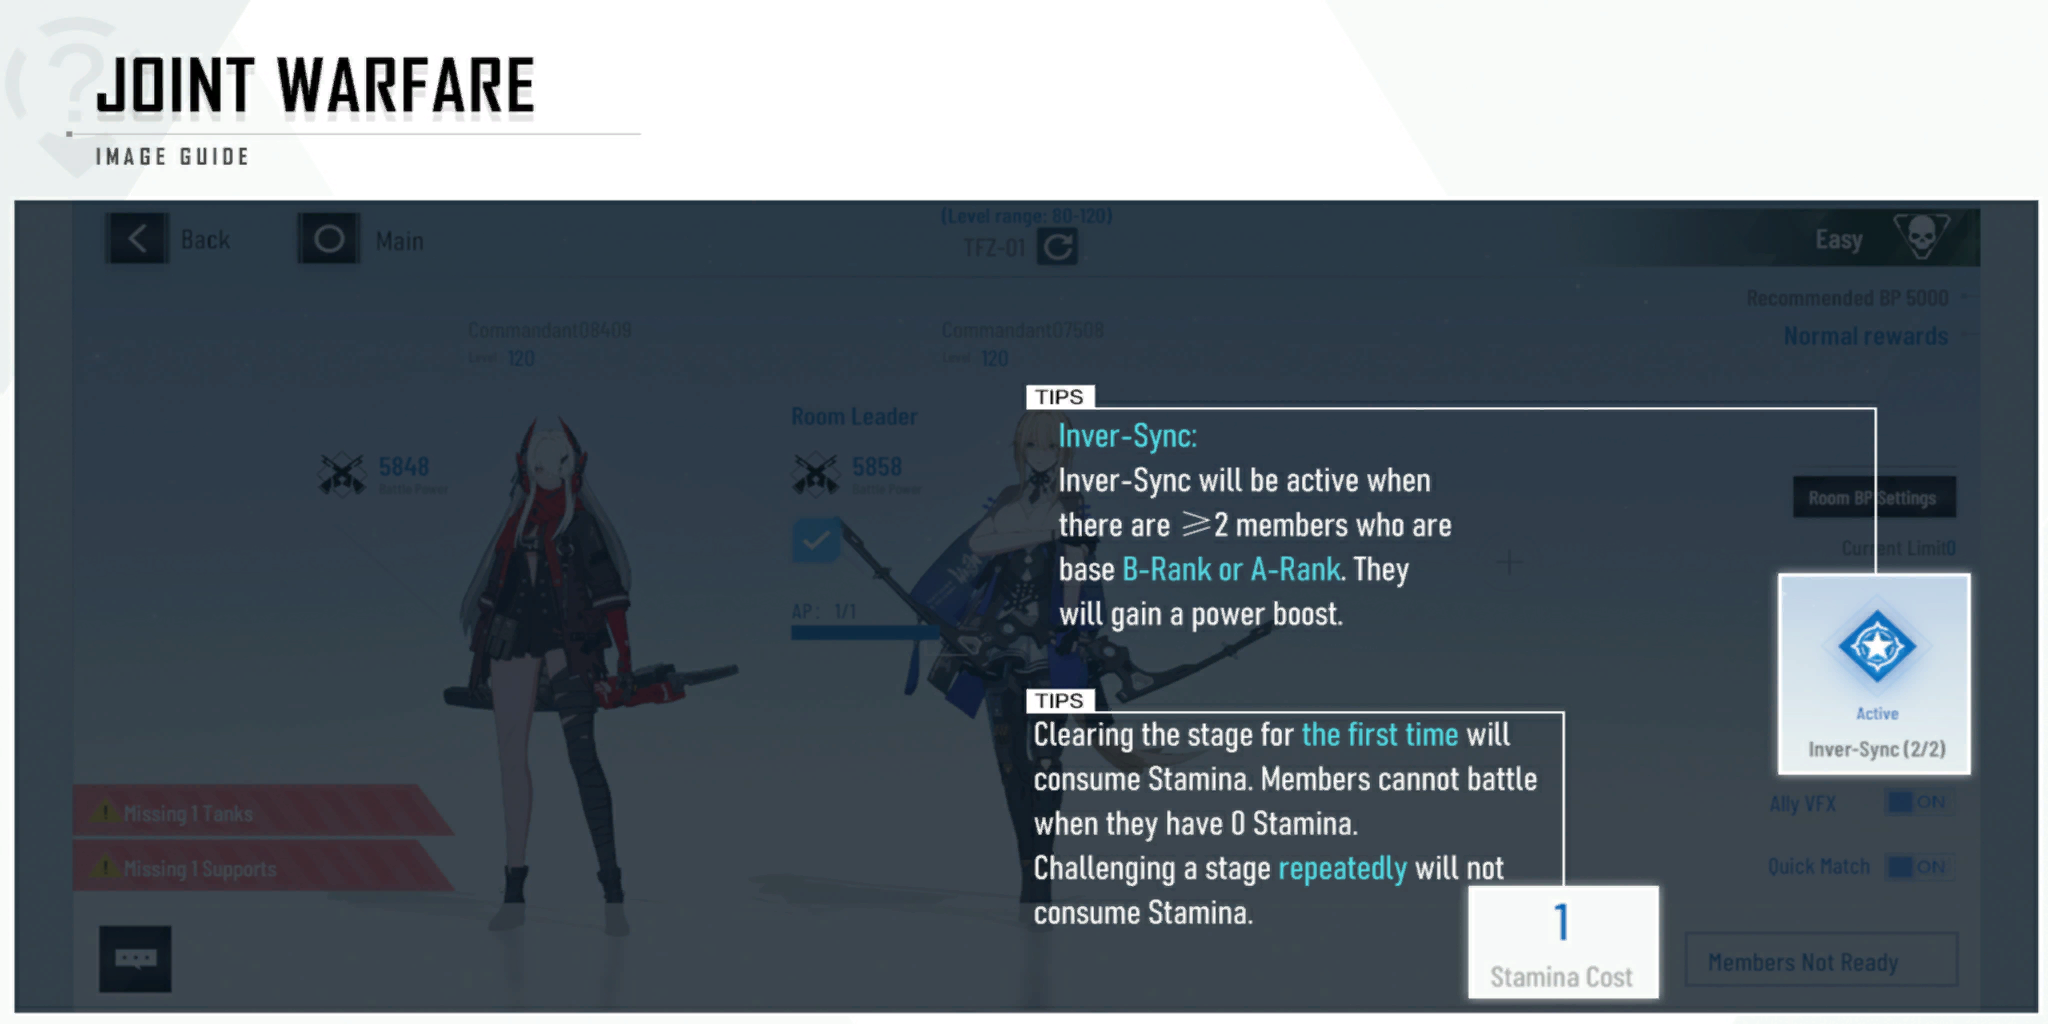 JOINT WARFARE
IMAGE GUIDE
Back
Main
(Level range: 80-120)
TFZ-01
Easy
Recommended BP 5000
Normal rewards
Commandant08409
Level 120
Commandant07508
Level 120
Room Leader
5848
Battle Power
5858
Battle Power
AP: 1/1
TIPS
Inver-Sync:
Inver-Sync will be active when
there are ≥2 members who are
base B-Rank or A-Rank. They
will gain a power boost.
Room BP Settings
Current Limit0
Active
Inver-Sync (2/2)
TIPS
Clearing the stage for the first time will
consume Stamina. Members cannot battle
when they have 0 Stamina.
Challenging a stage repeatedly will not
consume Stamina.
Missing 1 Tanks
Missing 1 Supports
Ally VFX ON
Quick Match ON
1
Stamina Cost
Members Not Ready